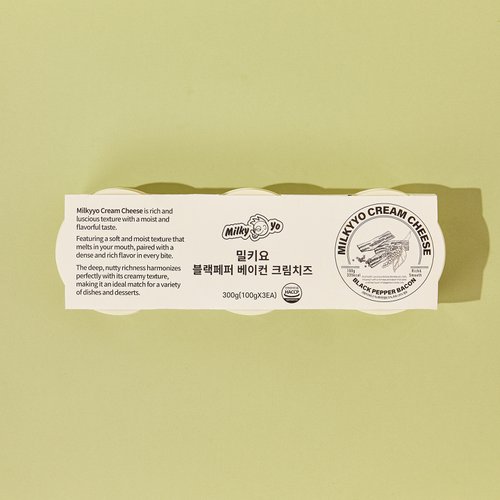 Milkyyo Cream Cheese is rich and
luscious texture with a moist and
flavorful taste.
Featuring a soft and moist texture that
melts in your mouth, paired with a
dense and rich flavor in every bite.
The deep, nutty richness harmonizes
perfectly with its creamy texture,
making it an ideal match for a variety
of dishes and desserts.
Milky Yo
밀키요
블랙페퍼 베이컨 크림치즈
300g(100gX3EA)
HACCP
MILKYYO CREAM CHEESE
100g
Rich&
Smooth
BLACK PEPPER BACON